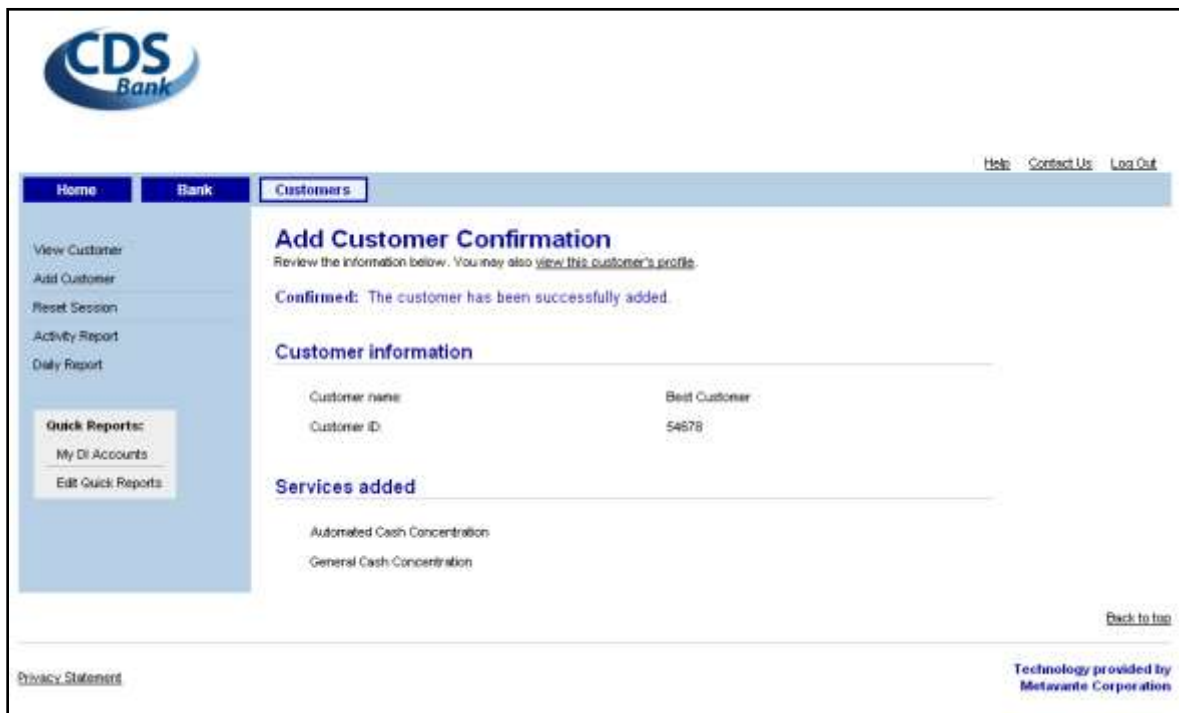 CDS
Bank
Help Contact Us Log Out
Home Bank Customers
View Customer
Add Customer
Reset Session
Activity Report
Daily Report
Quick Reports:
My DI Accounts
Edit Quick Reports
Add Customer Confirmation
Review the information below. You may also view this customer's profile.
Confirmed: The customer has been successfully added.
Customer information
Customer name: Best Customer
Customer ID: 54678
Services added
Automated Cash Concentration
General Cash Concentration
Back to top
Privacy Statement
Technology provided by
Metavante Corporation